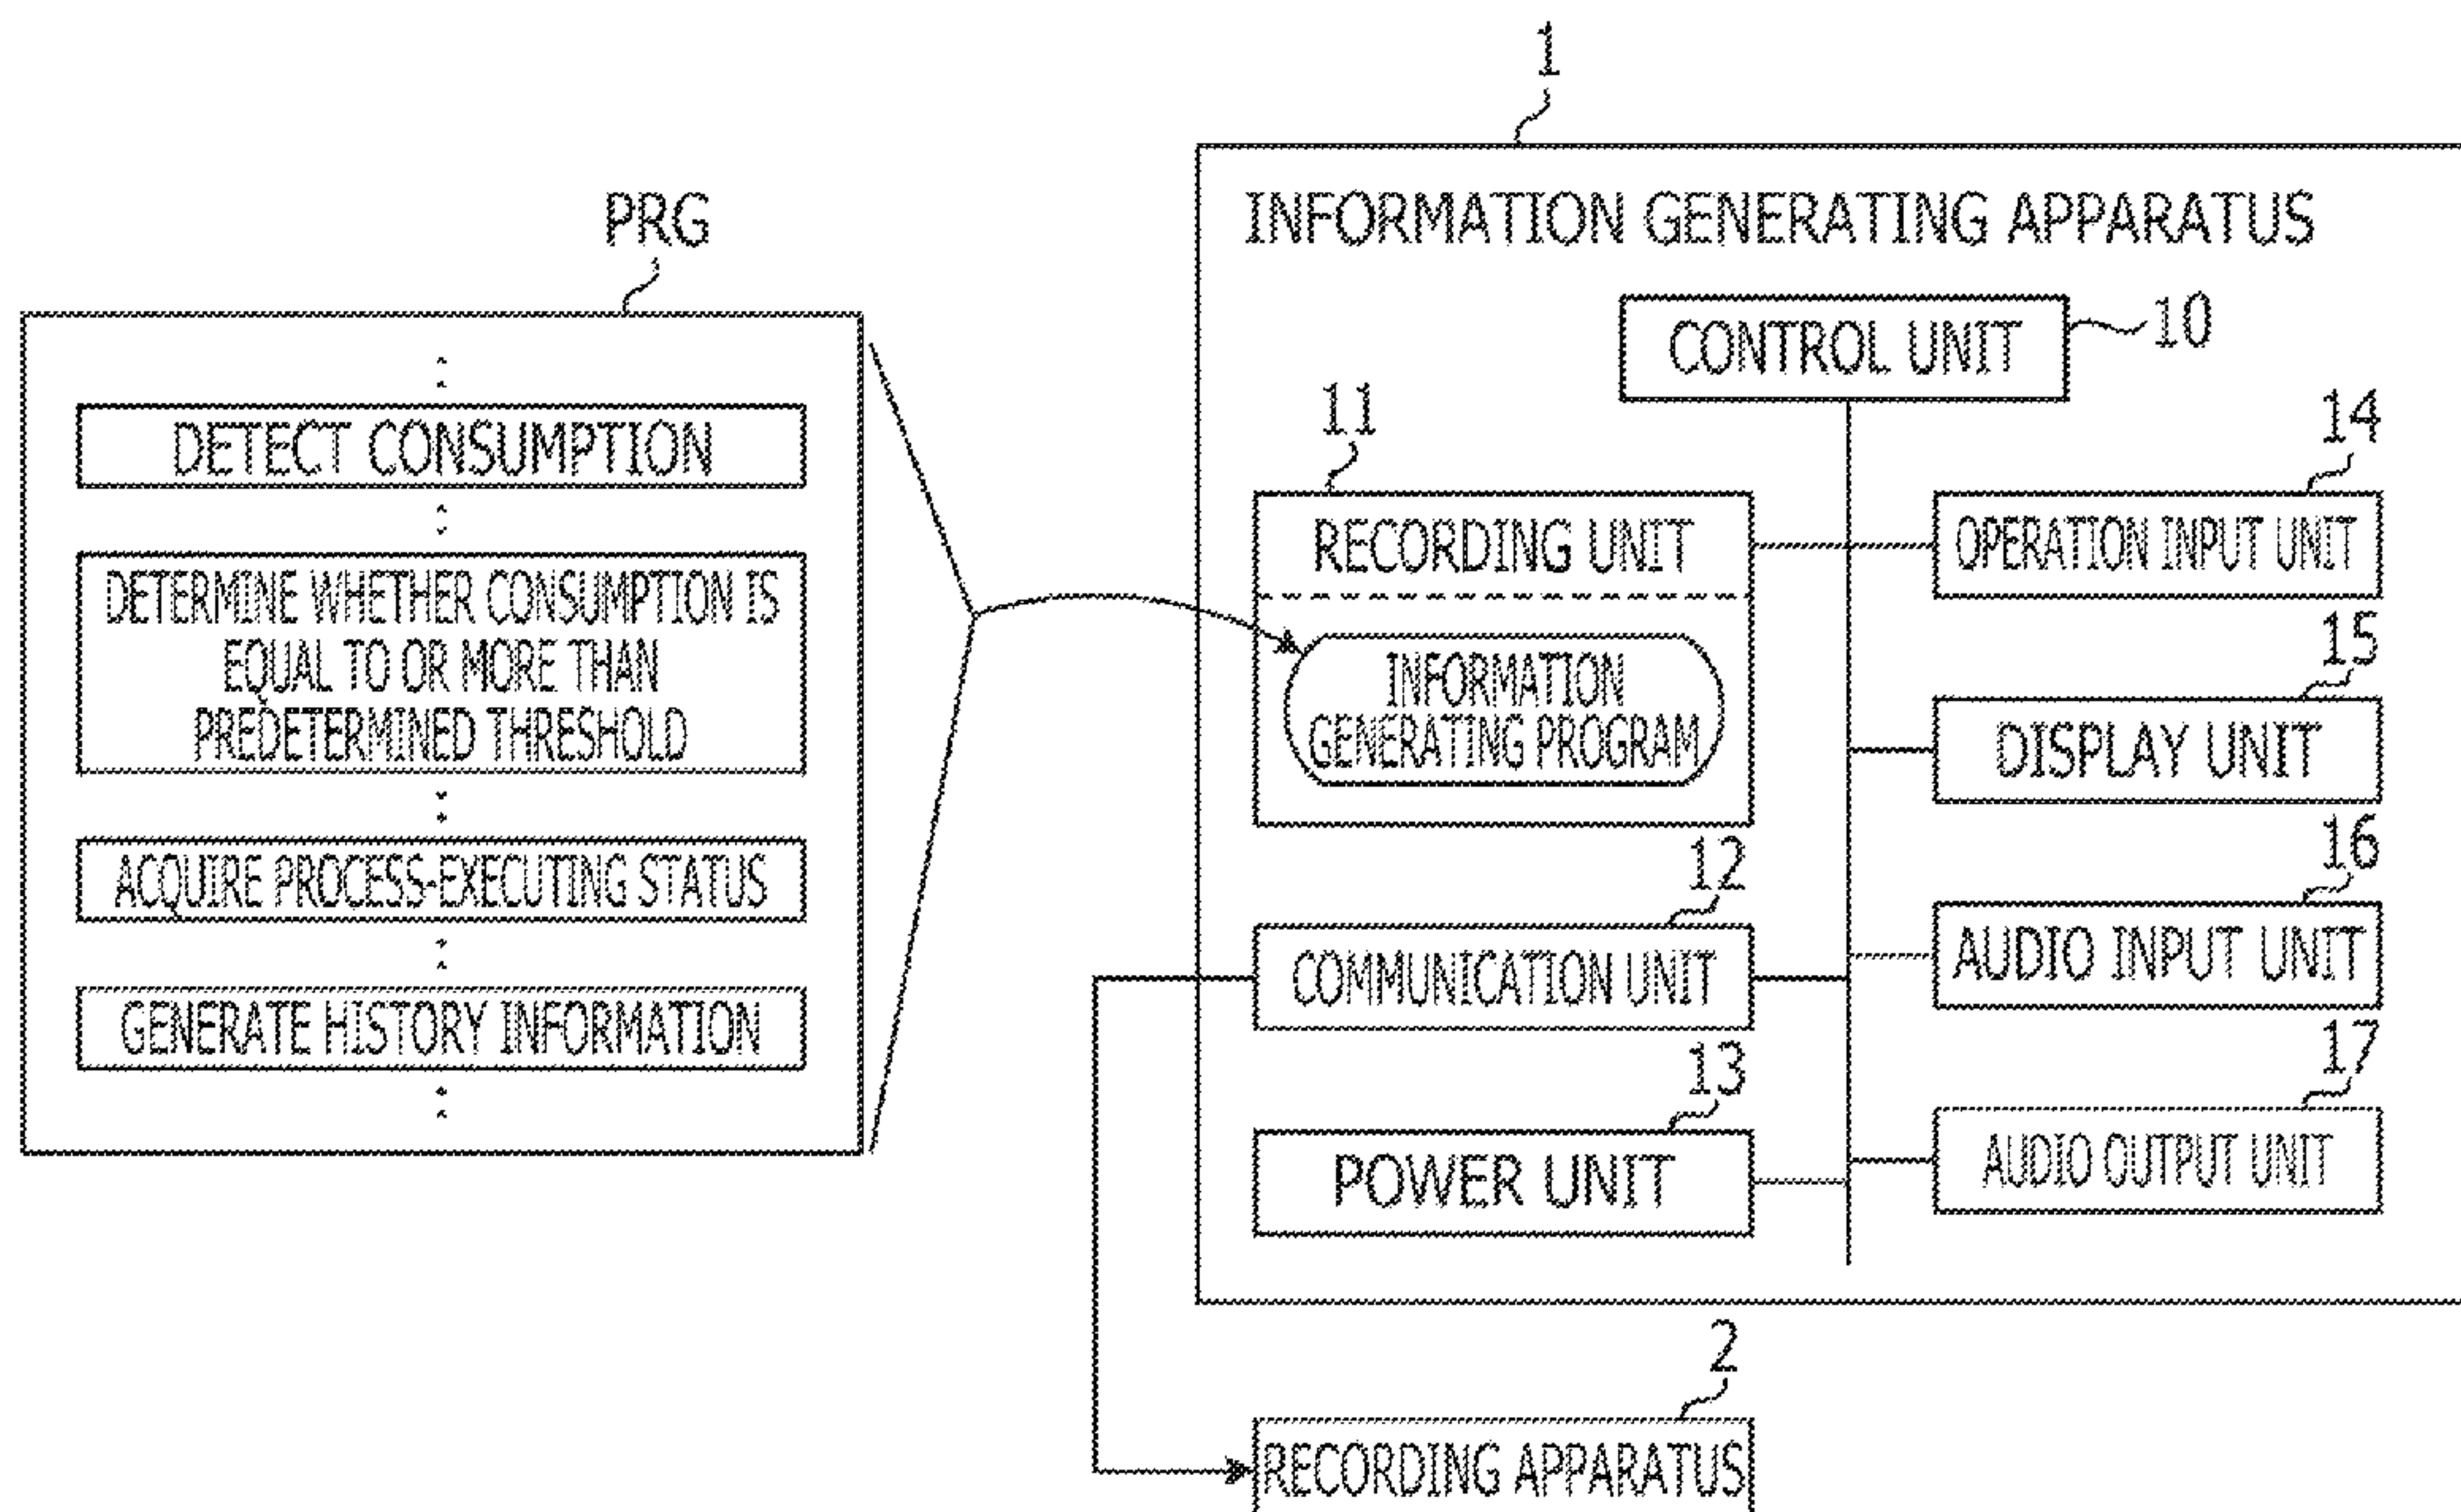 1
PRG
INFORMATION GENERATING APPARATUS
CONTROL UNIT
10
DETECT CONSUMPTION
DETERMINE WHETHER CONSUMPTION IS
EQUAL TO OR MORE THAN
PREDETERMINED THRESHOLD
ACQUIRE PROCESS-EXECUTING STATUS
GENERATE HISTORY INFORMATION
11
RECORDING UNIT
INFORMATION
GENERATING PROGRAM
12
COMMUNICATION UNIT
13
POWER UNIT
14
OPERATION INPUT UNIT
15
DISPLAY UNIT
16
AUDIO INPUT UNIT
17
AUDIO OUTPUT UNIT
2
RECORDING APPARATUS